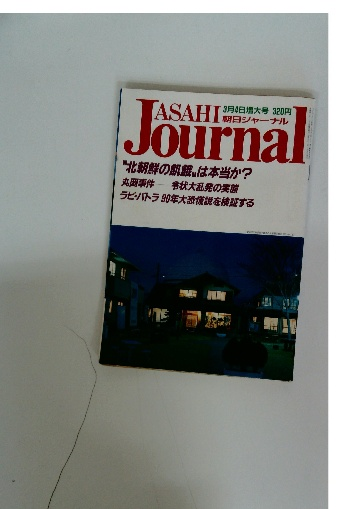 ASAHI
Journal
3月4日増大号 320円
朝日ジャーナル
"北朝鮮の飢餓"は本当か?
丸岡事件― 令状大乱発の実態
ラビ・バトラ 90年大恐慌説を検証する